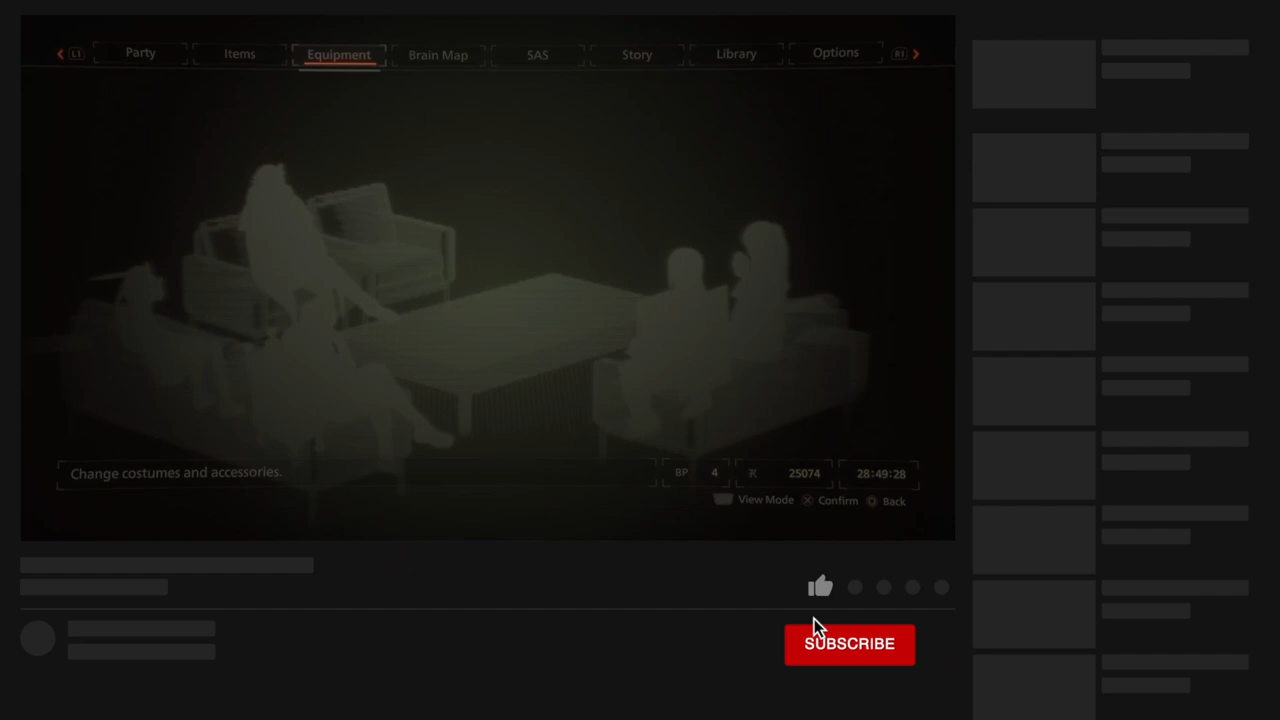 L1 Party Items Equipment Brain Map SAS Story Library Options R1
Change costumes and accessories. BP 4 25074 28:49:28
View Mode Confirm Back
SUBSCRIBE